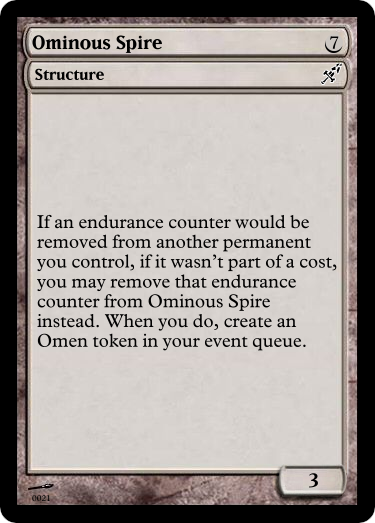 Ominous Spire
7
Structure
If an endurance counter would be
removed from another permanent
you control, if it wasn't part of a cost,
you may remove that endurance
counter from Ominous Spire
instead. When you do, create an
Omen token in your event queue.
3
0021